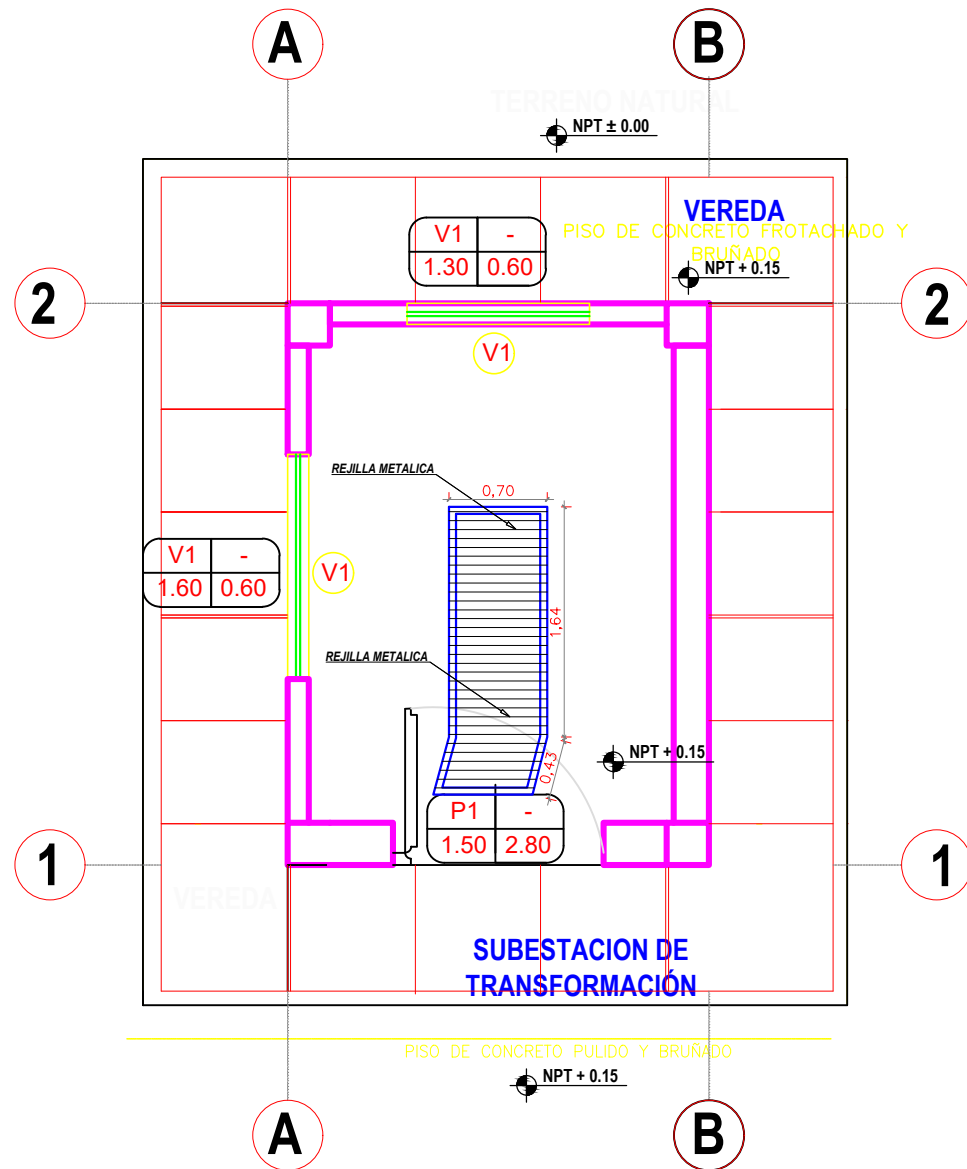 A
B
TERRENO NATURAL
NPT ± 0.00
VEREDA
PISO DE CONCRETO FROTACHADO Y
BRUÑADO
V1 -
1.30 0.60
NPT + 0.15
2
2
V1
REJILLA METALICA
0,70
V1 -
1.60 0.60
V1
1,64
REJILLA METALICA
NPT + 0.15
0,43
P1 -
1.50 2.80
1
1
VEREDA
SUBESTACION DE
TRANSFORMACIÓN
PISO DE CONCRETO PULIDO Y BRUÑADO
NPT + 0.15
A
B